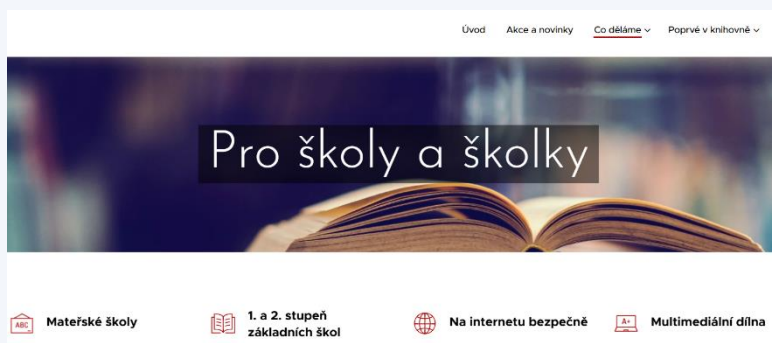 Úvod Akce a novinky Co děláme Poprvé v knihovně
Pro školy a školky
ABC Mateřské školy
1. a 2. stupeň
základních škol
Na internetu bezpečně
A+ Multimediální dílna